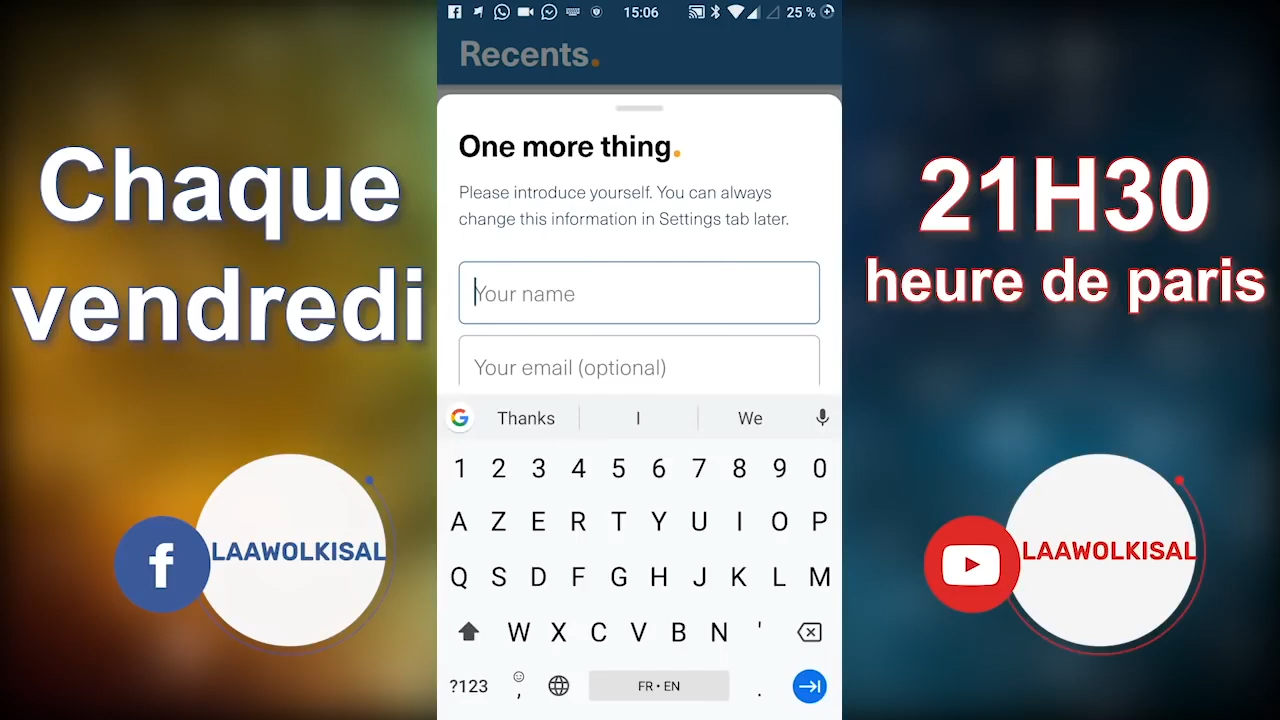 Chaque
vendredi
LAAWOLKISAL
15:06
25 %
Recents.
One more thing.
Please introduce yourself. You can always
change this information in Settings tab later.
Your name
Your email (optional)
Thanks I We
1 2 3 4 5 6 7 8 9 0
A Z E R T Y U I O P
Q S D F G H J K L M
W X C V B N '
?123 , FR • EN .
21H30
heure de paris
LAAWOLKISAL